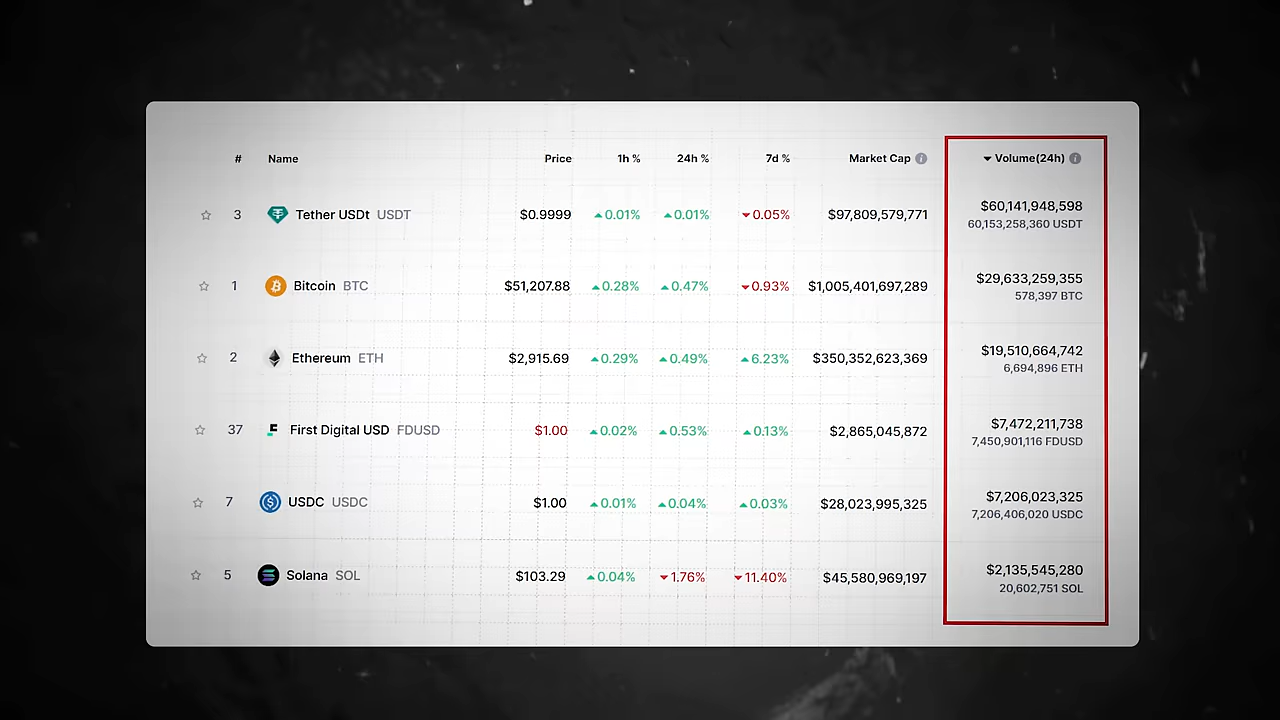 # Name Price 1h % 24h % 7d % Market Cap Volume(24h)
3 Tether USDt USDT $0.9999 0.01% 0.01% 0.05% $97,809,579,771 $60,141,948,598
60,153,258,360 USDT
1 Bitcoin BTC $51,207.88 0.28% 0.47% 0.93% $1,005,401,697,289 $29,633,259,355
578,397 BTC
2 Ethereum ETH $2,915.69 0.29% 0.49% 6.23% $350,352,623,369 $19,510,664,742
6,694,896 ETH
37 First Digital USD FDUSD $1.00 0.02% 0.53% 0.13% $2,865,045,872 $7,472,211,738
7,450,901,116 FDUSD
7 USDC USDC $1.00 0.01% 0.04% 0.03% $28,023,995,325 $7,206,023,325
7,206,406,020 USDC
5 Solana SOL $103.29 0.04% 1.76% 11.40% $45,580,969,197 $2,135,545,280
20,602,751 SOL